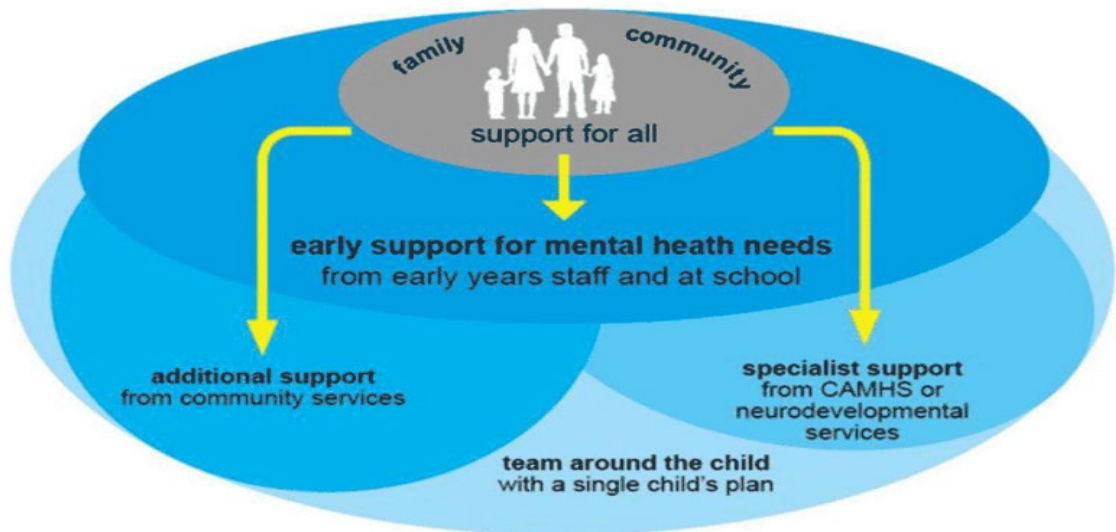 family
community
support for all
early support for mental heath needs
from early years staff and at school
additional support
from community services
specialist support
from CAMHS or
neurodevelopmental
services
team around the child
with a single child's plan